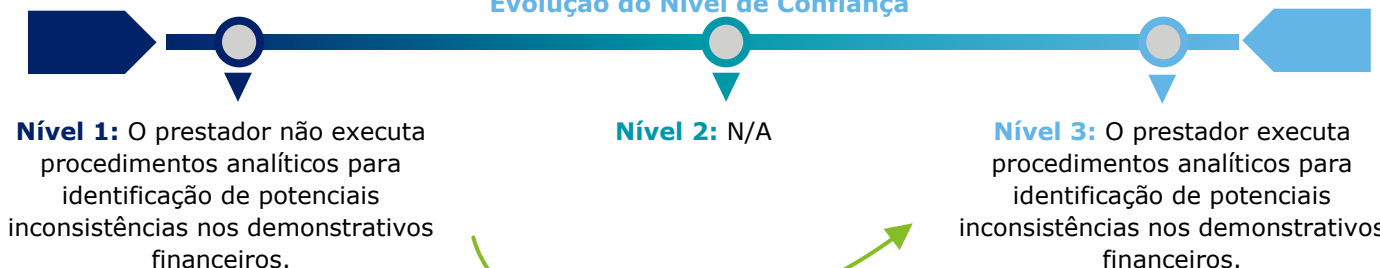 Evolução do Nível de Confiança
Nível 1: O prestador não executa
procedimentos analíticos para
identificação de potenciais
inconsistências nos demonstrativos
financeiros.
Nível 2: N/A
Nível 3: O prestador executa
procedimentos analíticos para
identificação de potenciais
inconsistências nos demonstrativos
financeiros.